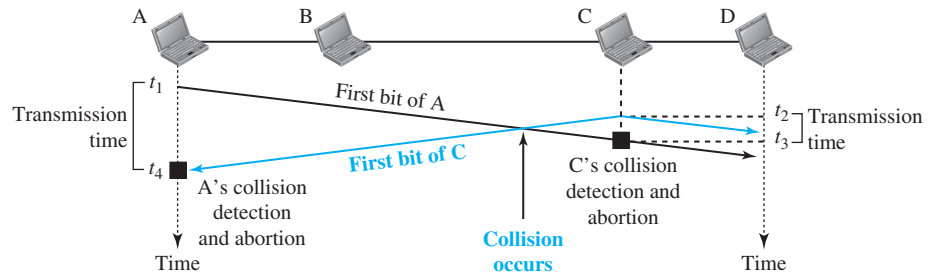 A
B
C
D
t1
First bit of A
t2
Transmission
time
Transmission
time
t3
First bit of C
t4
A's collision
detection
and abortion
C's collision
detection and
abortion
Collision
occurs
Time
Time